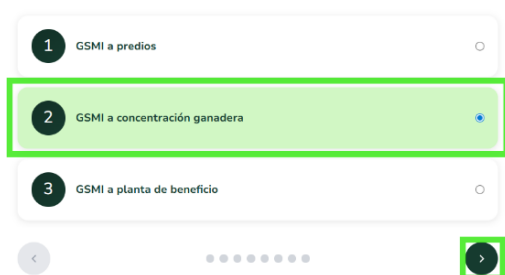 1 GSMI a predios
2 GSMI a concentración ganadera
3 GSMI a planta de beneficio